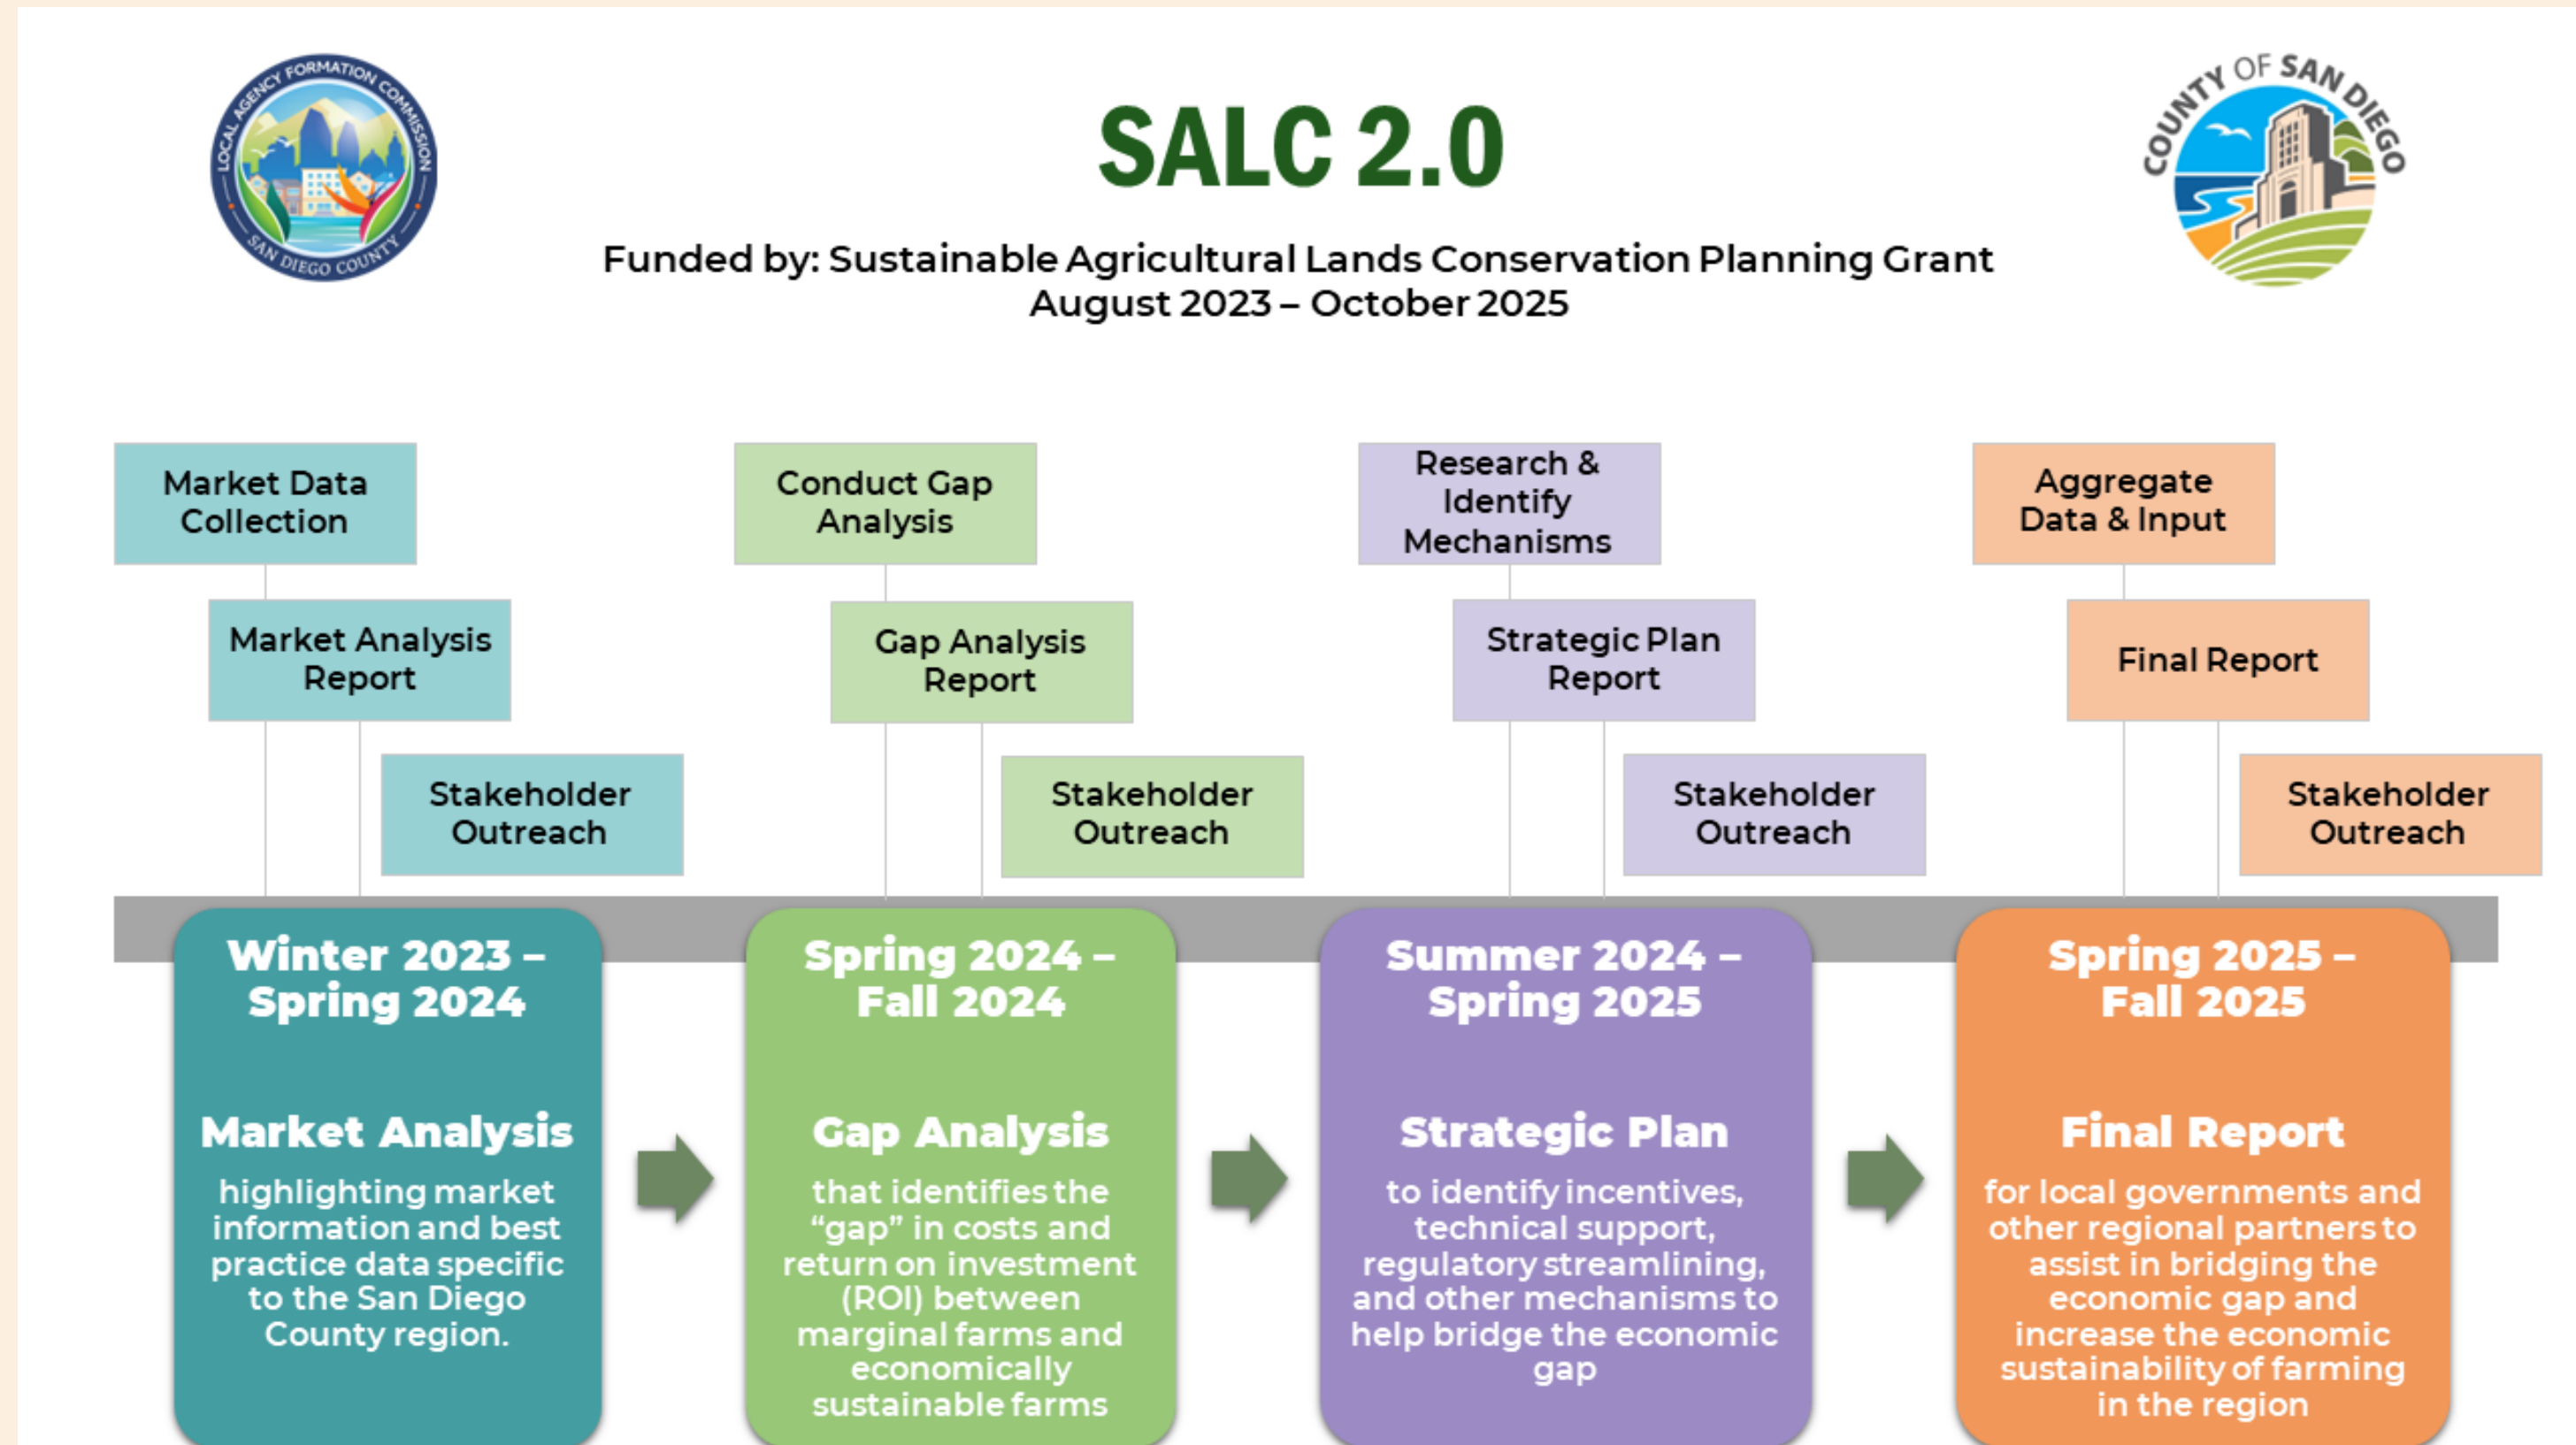 LOCAL AGENCY FORMATION COMMISSION
SAN DIEGO COUNTY
SALC 2.0
COUNTY OF SAN DIEGO
Funded by: Sustainable Agricultural Lands Conservation Planning Grant
August 2023 – October 2025
Market Data
Collection
Market Analysis
Report
Stakeholder
Outreach
Conduct Gap
Analysis
Gap Analysis
Report
Stakeholder
Outreach
Research &
Identify
Mechanisms
Strategic Plan
Report
Stakeholder
Outreach
Aggregate
Data & Input
Final Report
Stakeholder
Outreach
Winter 2023 –
Spring 2024
Market Analysis
highlighting market
information and best
practice data specific
to the San Diego
County region.
Spring 2024 –
Fall 2024
Gap Analysis
that identifies the
“gap” in costs and
return on investment
(ROI) between
marginal farms and
economically
sustainable farms
Summer 2024 –
Spring 2025
Strategic Plan
to identify incentives,
technical support,
regulatory streamlining,
and other mechanisms to
help bridge the economic
gap
Spring 2025 –
Fall 2025
Final Report
for local governments and
other regional partners to
assist in bridging the
economic gap and
increase the economic
sustainability of farming
in the region